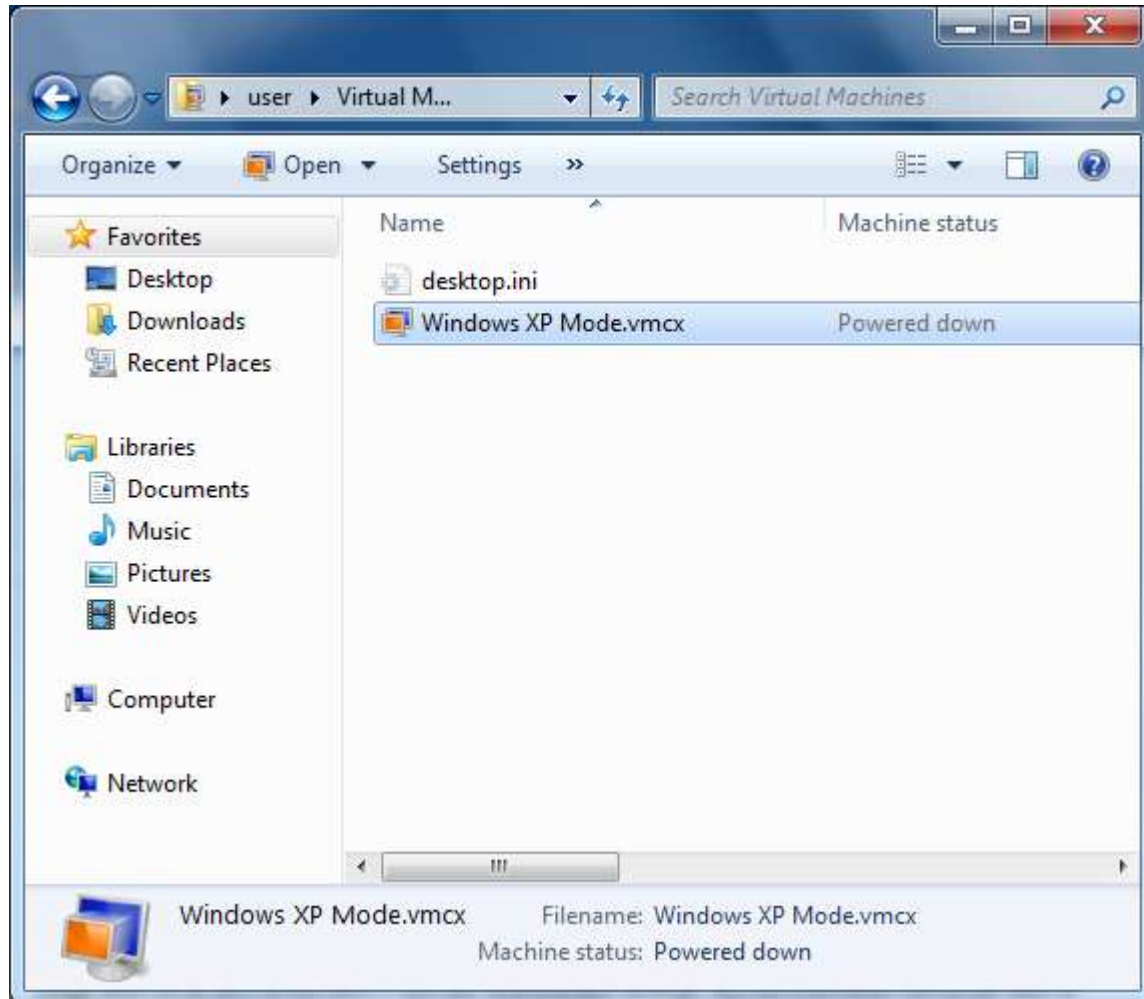 user Virtual M... Search Virtual Machines
Organize Open Settings »
Name Machine status
Favorites
Desktop
Downloads
Recent Places
Libraries
Documents
Music
Pictures
Videos
Computer
Network
desktop.ini
Windows XP Mode.vmcx Powered down
Windows XP Mode.vmcx Filename: Windows XP Mode.vmcx
Machine status: Powered down